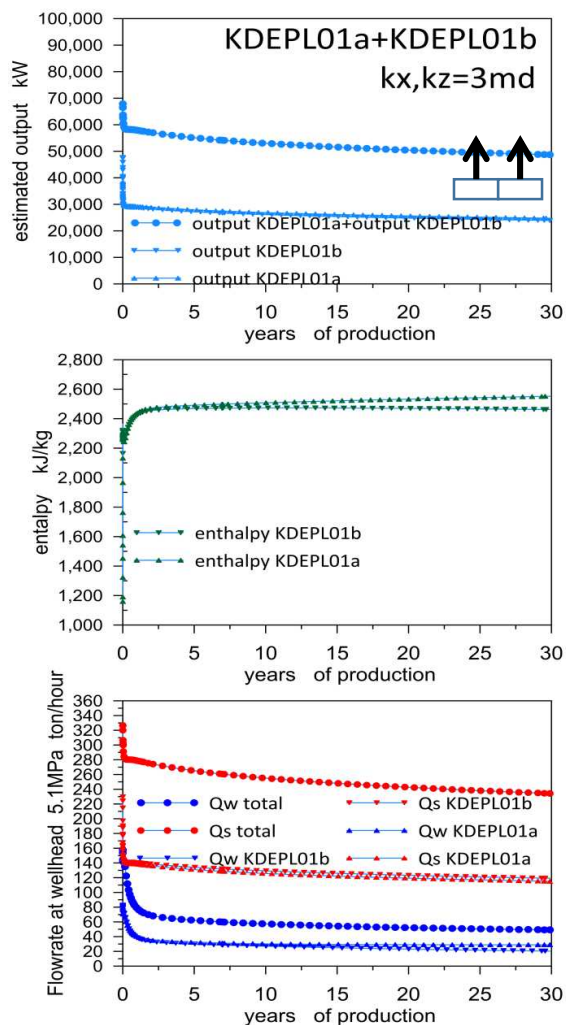 KDEPL01a+KDEPL01b
kx,kz=3md
estimated output kW
100,000
90,000
80,000
70,000
60,000
50,000
40,000
30,000
20,000
10,000
0
output KDEPL01a+output KDEPL01b
output KDEPL01b
output KDEPL01a
0 5 10 15 20 25 30
years of production
entalpy kJ/kg
2,800
2,600
2,400
2,200
2,000
1,800
1,600
1,400
1,200
1,000
enthalpy KDEPL01b
enthalpy KDEPL01a
0 5 10 15 20 25 30
years of production
Flowrate at wellhead 5.1MPa ton/hour
360
340
320
300
280
260
240
220
200
180
160
140
120
100
80
60
40
20
0
Qw total Qs KDEPL01b
Qs total Qw KDEPL01a
Qw KDEPL01b Qs KDEPL01a
0 5 10 15 20 25 30
years of production